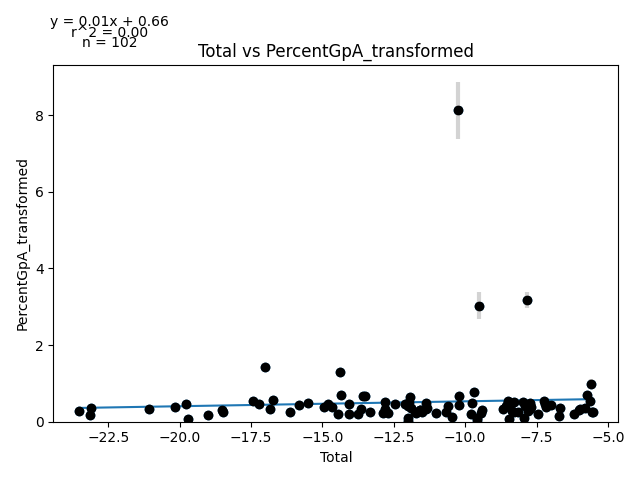 y = 0.01x + 0.66
r^2 = 0.00
n = 102
Total vs PercentGpA_transformed
PercentGpA_transformed
8
6
4
2
0
−22.5 −20.0 −17.5 −15.0 −12.5 −10.0 −7.5 −5.0
Total